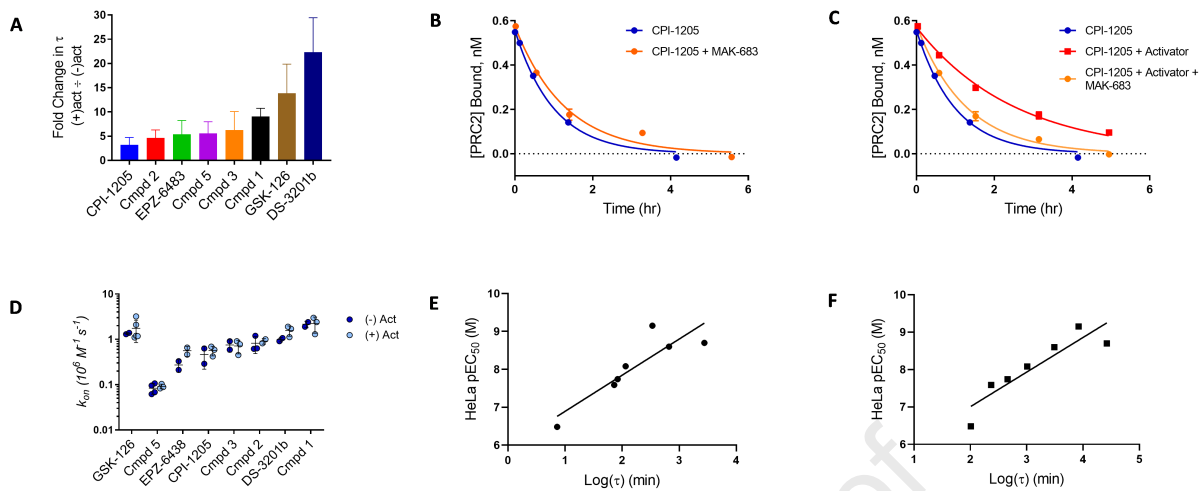 A
Fold Change in τ
(+)act ÷ (-)act
30
25
20
15
10
5
0
CPI-1205
Cmpd 2
EPZ-6483
Cmpd 5
Cmpd 3
Cmpd 1
GSK-126
DS-3201b
B
[PRC2] Bound, nM
0.6
0.4
0.2
0.0
0
2
4
6
Time (hr)
CPI-1205
CPI-1205 + MAK-683
C
[PRC2] Bound, nM
0.6
0.4
0.2
0.0
0
2
4
6
Time (hr)
CPI-1205
CPI-1205 + Activator
CPI-1205 + Activator +
MAK-683
D
kon (10⁶ M⁻¹ s⁻¹)
10
1
0.1
0.01
GSK-126
Cmpd 5
EPZ-6438
CPI-1205
Cmpd 3
Cmpd 2
DS-3201b
Cmpd 1
(-) Act
(+) Act
E
HeLa pEC50 (M)
10
9
8
7
6
0
1
2
3
4
Log(τ) (min)
F
HeLa pEC50 (M)
10
9
8
7
6
1
2
3
4
5
Log(τ) (min)